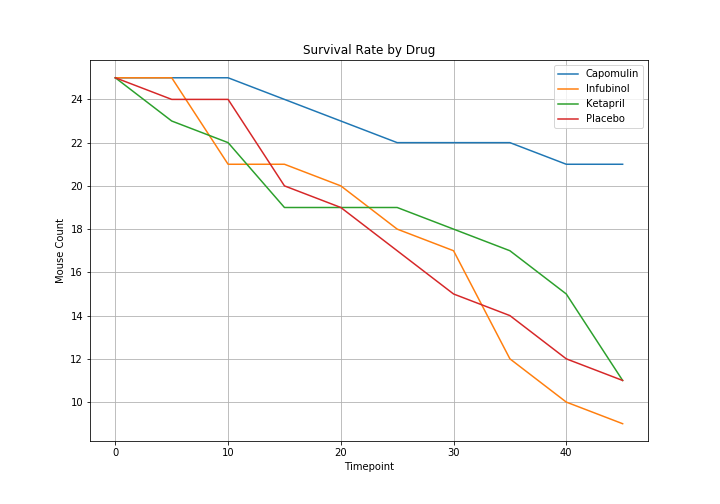 Survival Rate by Drug
Capomulin
Infubinol
Ketapril
Placebo
Mouse Count
24
22
20
18
16
14
12
10
0 10 20 30 40
Timepoint